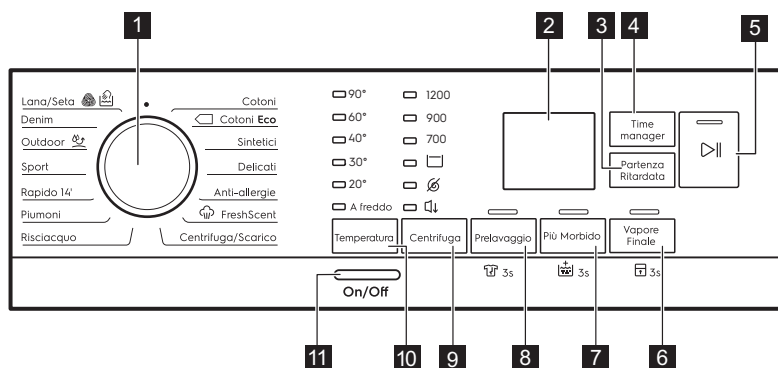 1
2
3
4
5
Lana/Seta
Denim
Outdoor
Sport
Rapido 14'
Piumoni
Risciacquo
Cotoni
Cotoni Eco
Sintetici
Delicati
Anti-allergie
FreshScent
Centrifuga/Scarico
90°
60°
40°
30°
20°
A freddo
1200
900
700
Time
manager
Partenza
Ritardata
Temperatura
Centrifuga
Prelavaggio
Più Morbido
Vapore
Finale
3s
3s
3s
On/Off
11
10
9
8
7
6